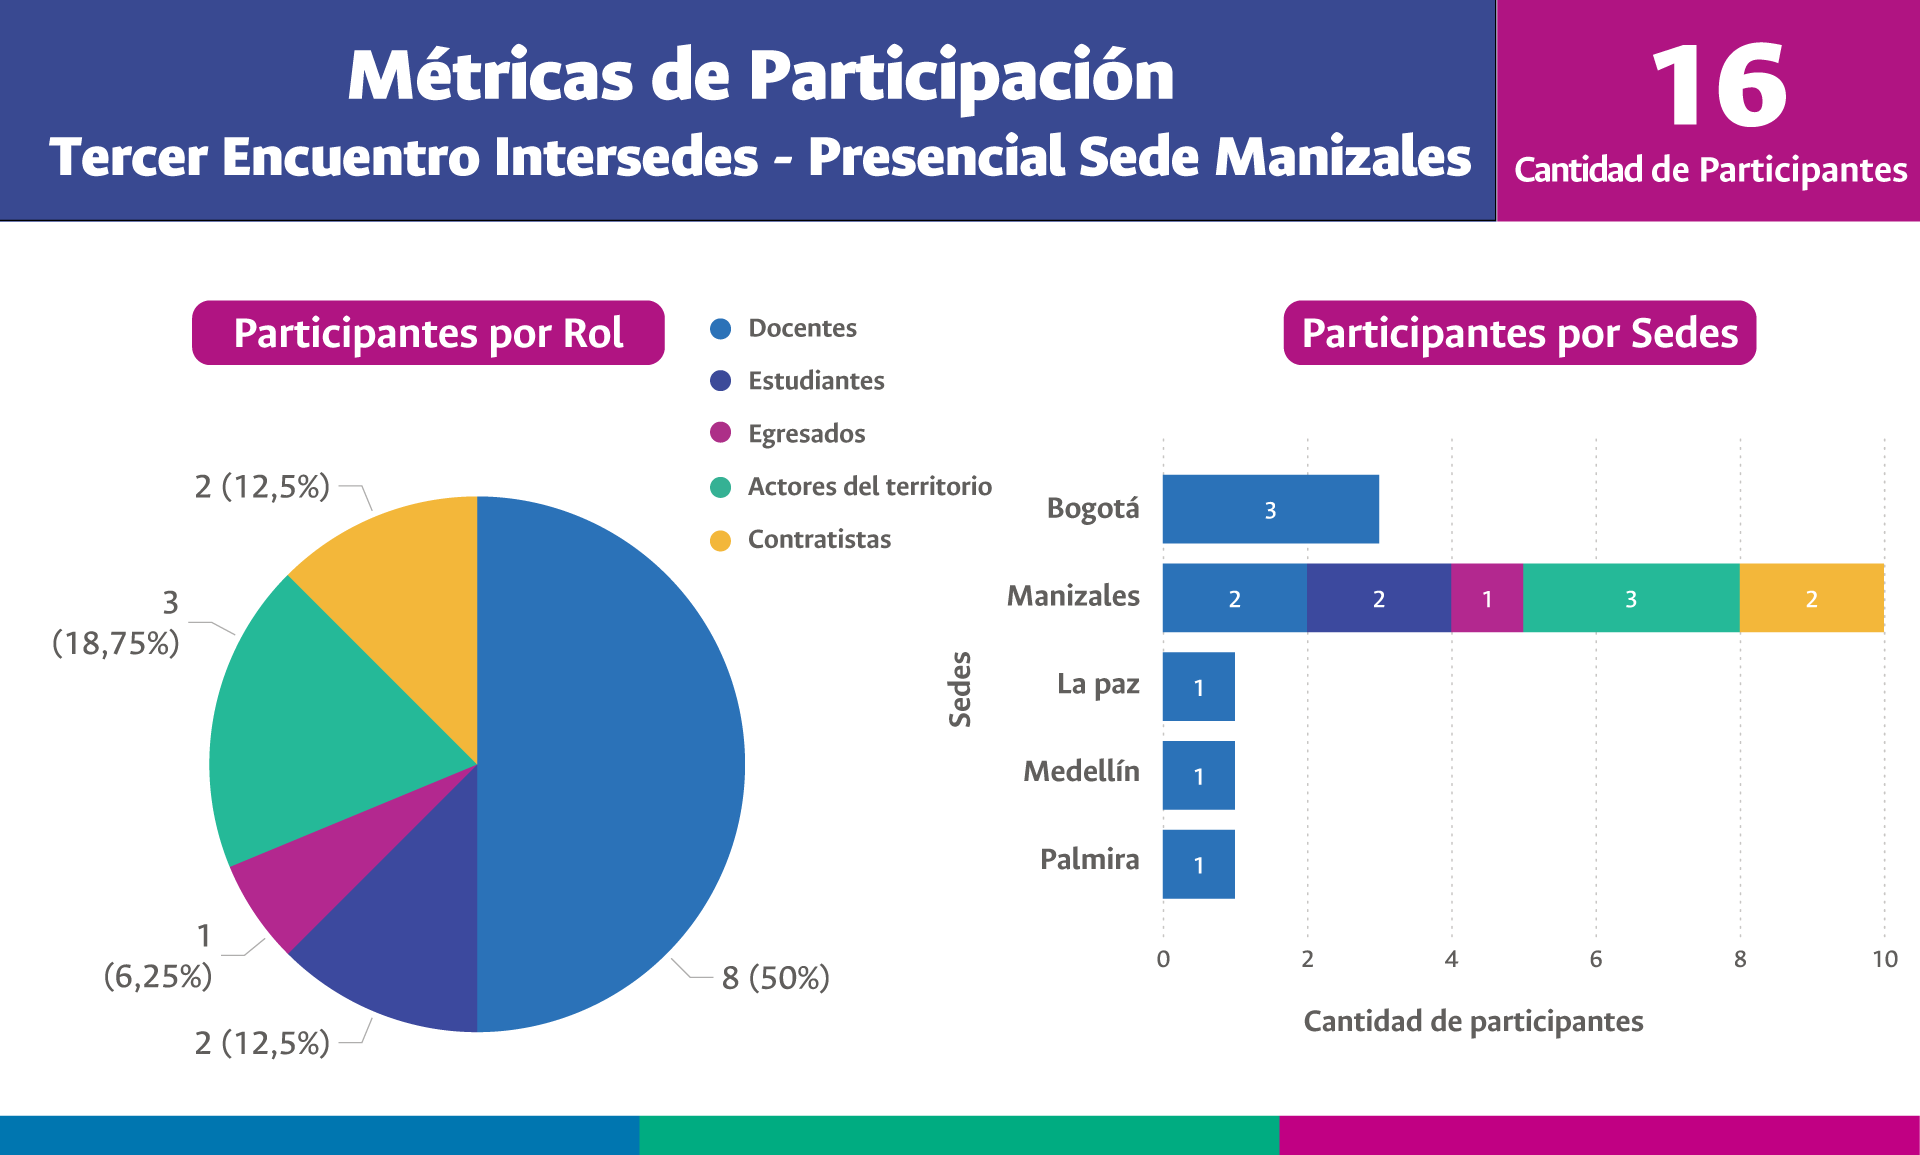 Métricas de Participación
Tercer Encuentro Intersedes - Presencial Sede Manizales
16
Cantidad de Participantes
Participantes por Rol
Docentes
Estudiantes
Egresados
Actores del territorio
Contratistas
2 (12,5%)
3
(18,75%)
1
(6,25%)
2 (12,5%)
8 (50%)
Participantes por Sedes
Sedes
Bogotá
3
Manizales
2
2
1
3
2
La paz
1
Medellín
1
Palmira
1
0
2
4
6
8
10
Cantidad de participantes